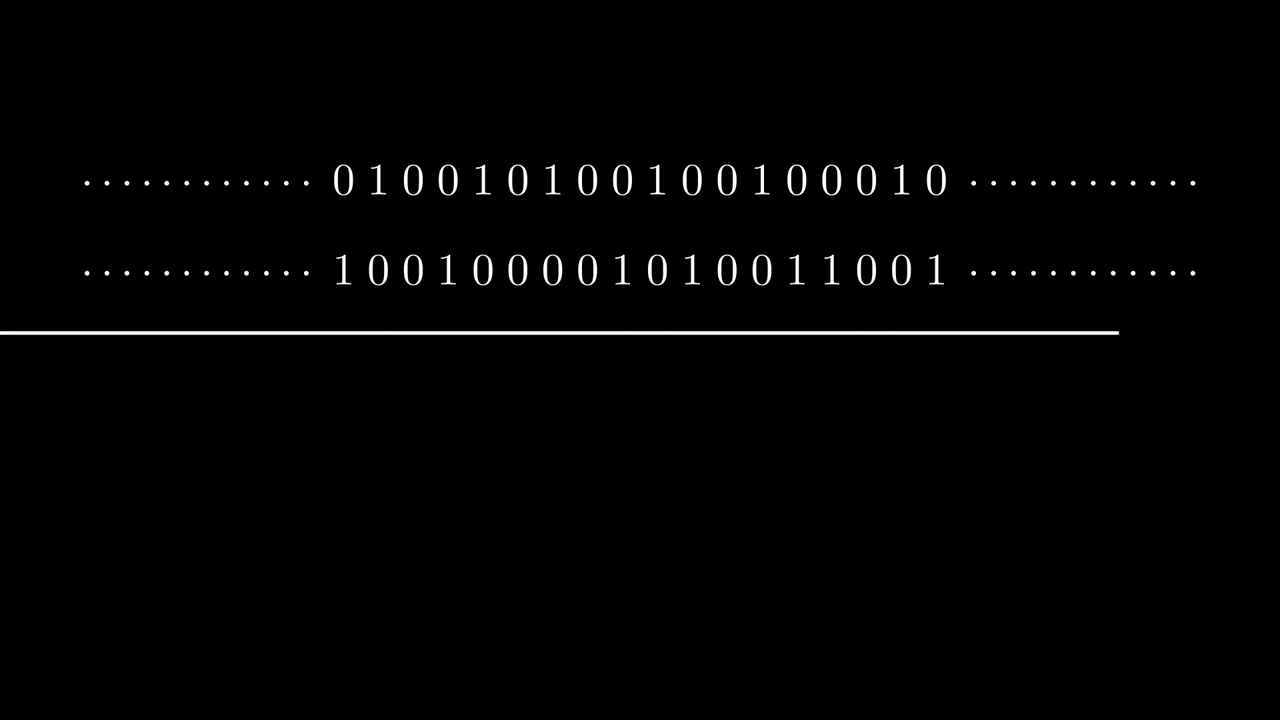 ............ 0 1 0 0 1 0 1 0 0 1 0 0 1 0 0 0 1 0 ............
............ 1 0 0 1 0 0 0 0 1 0 1 0 0 1 1 0 0 1 ............